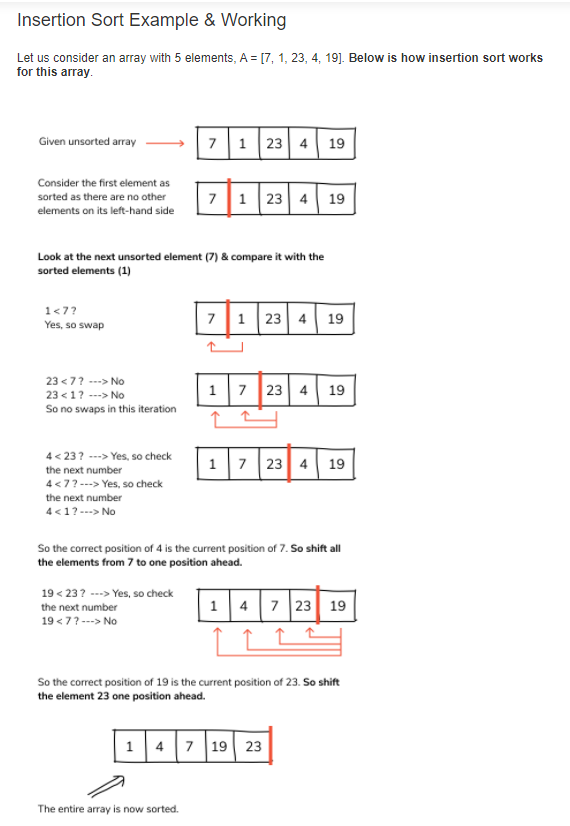 Insertion Sort Example & Working
Let us consider an array with 5 elements, A = [7, 1, 23, 4, 19]. Below is how insertion sort works
for this array.
Given unsorted array
7 1 23 4 19
Consider the first element as
sorted as there are no other
elements on its left-hand side
7 1 23 4 19
Look at the next unsorted element (7) & compare it with the
sorted elements (1)
1 < 7 ?
Yes, so swap
7 1 23 4 19
23 < 7 ? ---> No
23 < 1 ? ---> No
So no swaps in this iteration
1 7 23 4 19
4 < 23 ? ---> Yes, so check
the next number
4 < 7 ? ---> Yes, so check
the next number
4 < 1 ? ---> No
1 7 23 4 19
So the correct position of 4 is the current position of 7. So shift all
the elements from 7 to one position ahead.
19 < 23 ? ---> Yes, so check
the next number
19 < 7 ? ---> No
1 4 7 23 19
So the correct position of 19 is the current position of 23. So shift
the element 23 one position ahead.
1 4 7 19 23
The entire array is now sorted.